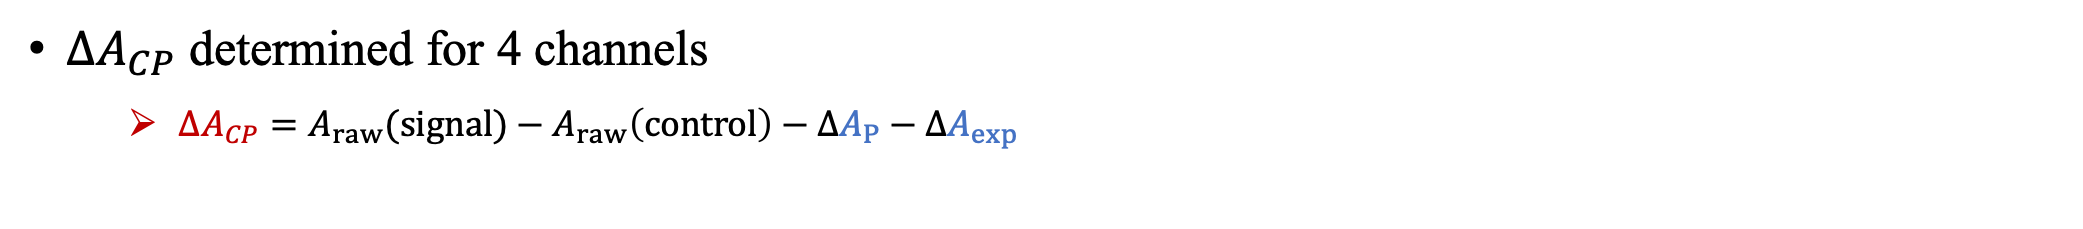 • ΔA_CP determined for 4 channels
➢ ΔA_CP = A_raw(signal) − A_raw(control) − ΔA_P − ΔA_exp